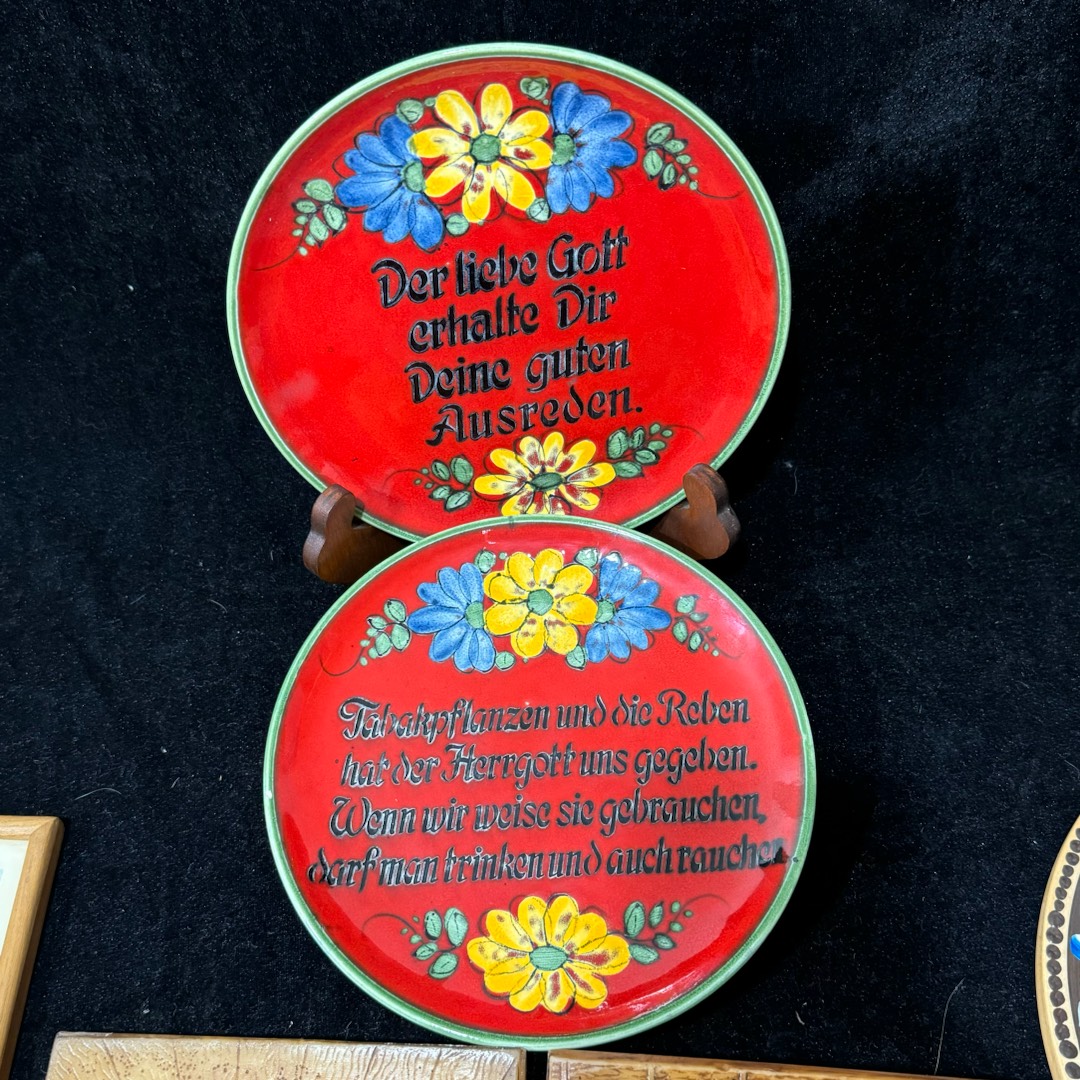 Der liebe Gott
erhalte Dir
Deine guten
Ausreden.
Tabakpflanzen und die Reben
hat der Herrgott uns gegeben.
Wenn wir weise sie gebrauchen,
darf man trinken und auch rauchen